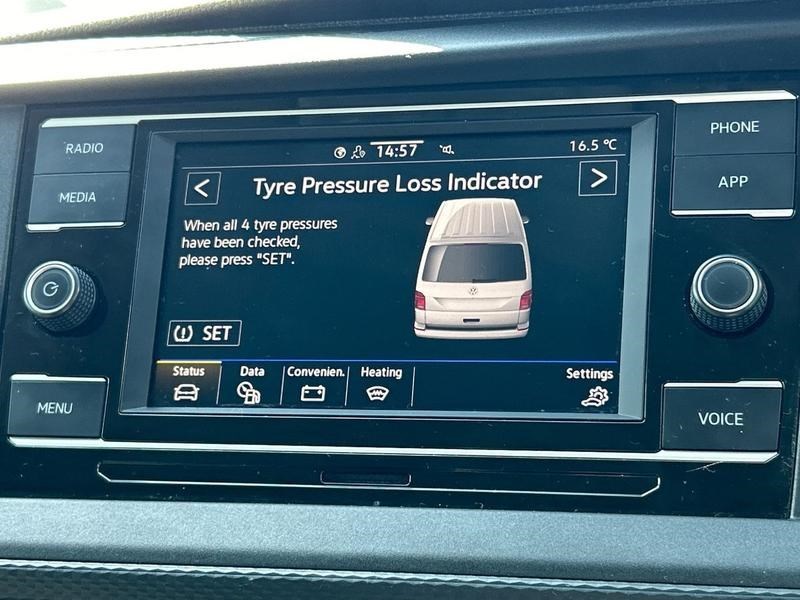 RADIO
MEDIA
MENU
14:57
16.5 °C
<
Tyre Pressure Loss Indicator
>
When all 4 tyre pressures
have been checked,
please press "SET".
SET
Status
Data
Convenien.
Heating
Settings
PHONE
APP
VOICE